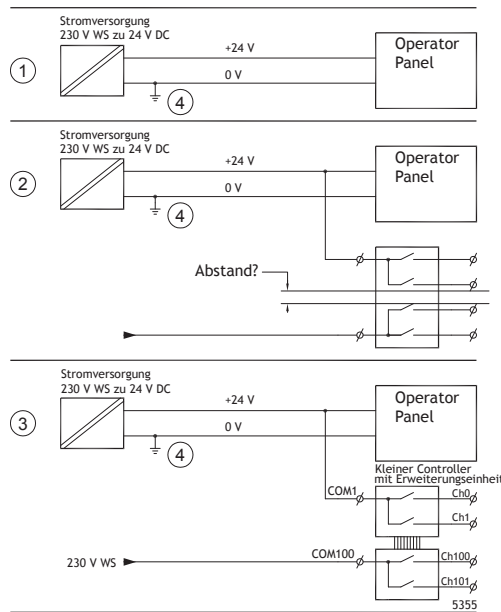 Stromversorgung
230 V WS zu 24 V DC
+24 V
Operator
Panel
1
0 V
4
Stromversorgung
230 V WS zu 24 V DC
+24 V
Operator
Panel
2
0 V
4
Abstand?
Stromversorgung
230 V WS zu 24 V DC
+24 V
Operator
Panel
3
0 V
4
Kleiner Controller
mit Erweiterungseinheit
COM1
Ch0
Ch1
230 V WS
COM100
Ch100
Ch101
5355